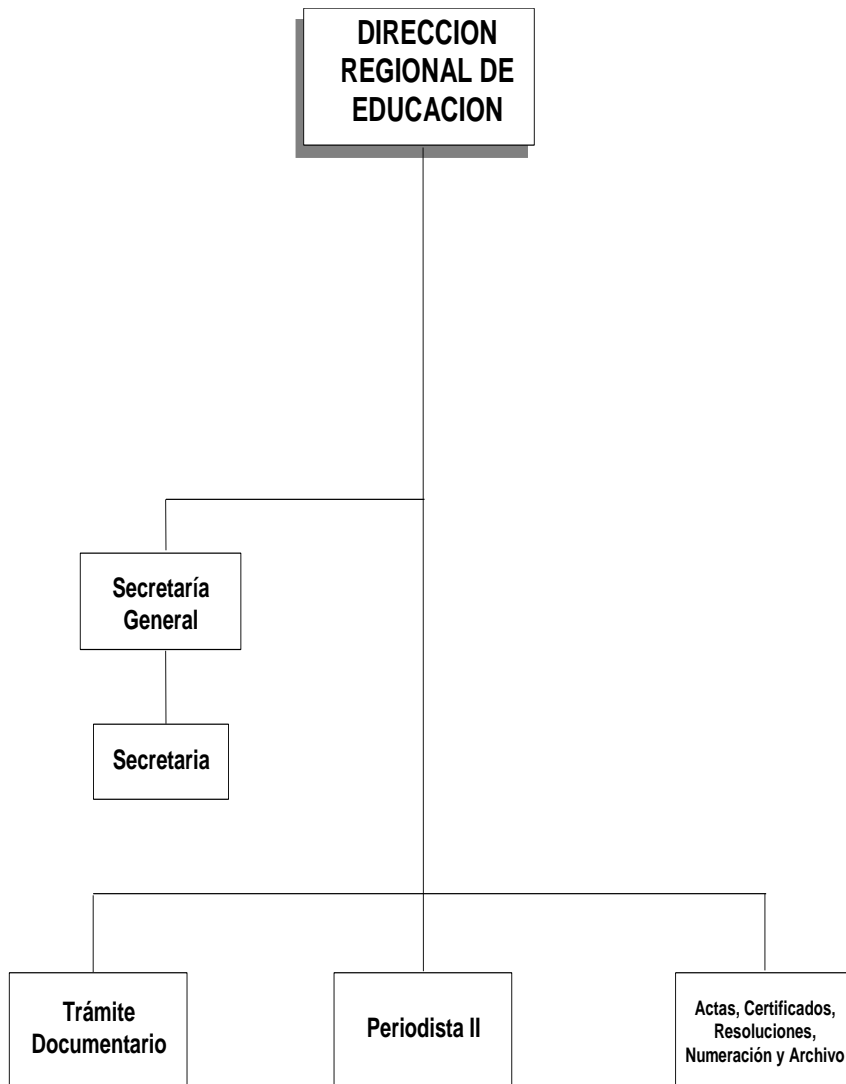 DIRECCION
REGIONAL DE
EDUCACION
Secretaría
General
Secretaria
Trámite
Documentario
Periodista II
Actas, Certificados,
Resoluciones,
Numeración y Archivo